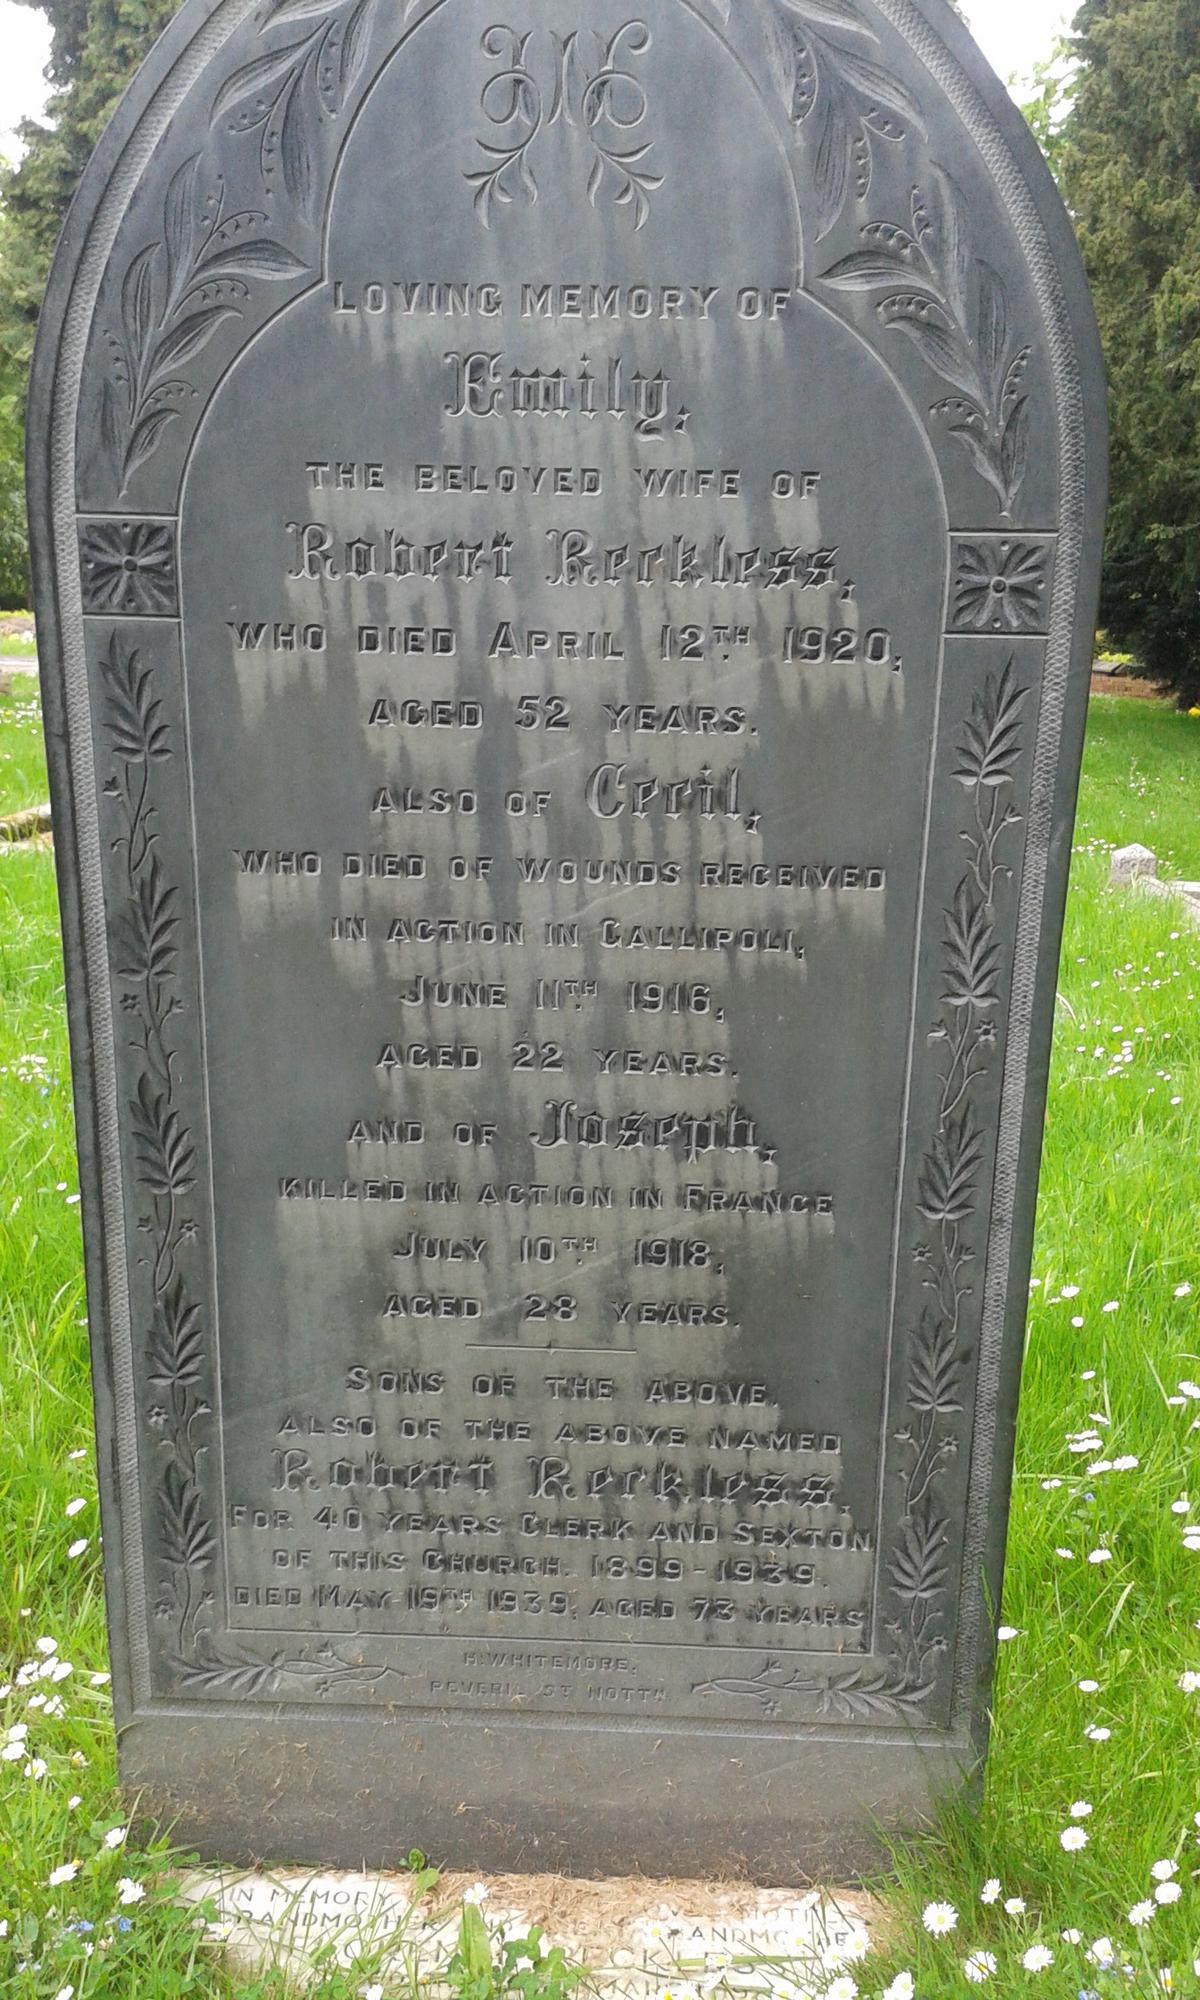 IN
LOVING MEMORY OF
Emily,
THE BELOVED WIFE OF
Robert Reckless,
WHO DIED APRIL 12TH 1920,
AGED 52 YEARS.
ALSO OF Cecil,
WHO DIED OF WOUNDS RECEIVED
IN ACTION IN GALLIPOLI,
JUNE 11TH 1916,
AGED 22 YEARS.
AND OF Joseph,
KILLED IN ACTION IN FRANCE
JULY 10TH 1918,
AGED 28 YEARS.
SONS OF THE ABOVE.
ALSO OF THE ABOVE NAMED
Robert Reckless,
FOR 40 YEARS CLERK AND SEXTON
OF THIS CHURCH. 1899-1939.
DIED MAY 19TH 1939, AGED 73 YEARS
H. WHITEMORE,
PEVERIL ST NOTTM
IN MEMORY